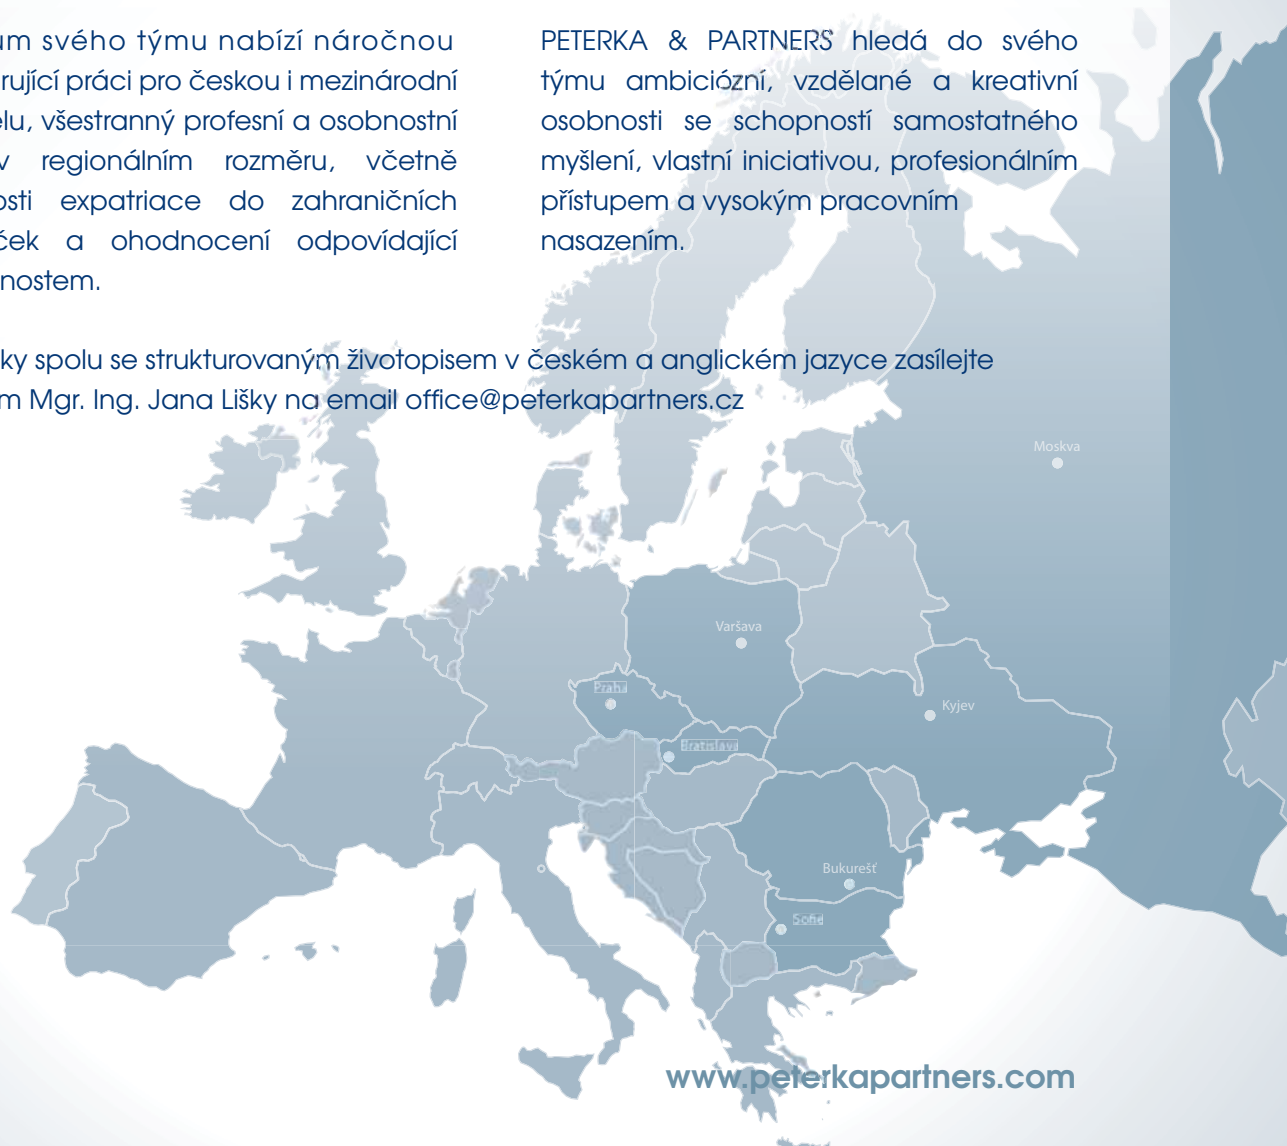 um svého týmu nabízí náročnou
rující práci pro českou i mezinárodní
elu, všestranný profesní a osobnostní
v regionálním rozměru, včetně
osti expatriace do zahraničních
ček a ohodnocení odpovídající
nostem.
PETERKA & PARTNERS hledá do svého
týmu ambiciózní, vzdělané a kreativní
osobnosti se schopností samostatného
myšlení, vlastní iniciativou, profesionálním
přístupem a vysokým pracovním
nasazením.
ky spolu se strukturovaným životopisem v českém a anglickém jazyce zasílejte
m Mgr. Ing. Jana Lišky na email office@peterkapartners.cz
Moskva
Varšava
Praha
Kyjev
Bratislava
Bukurešť
Sofie
www.peterkapartners.com